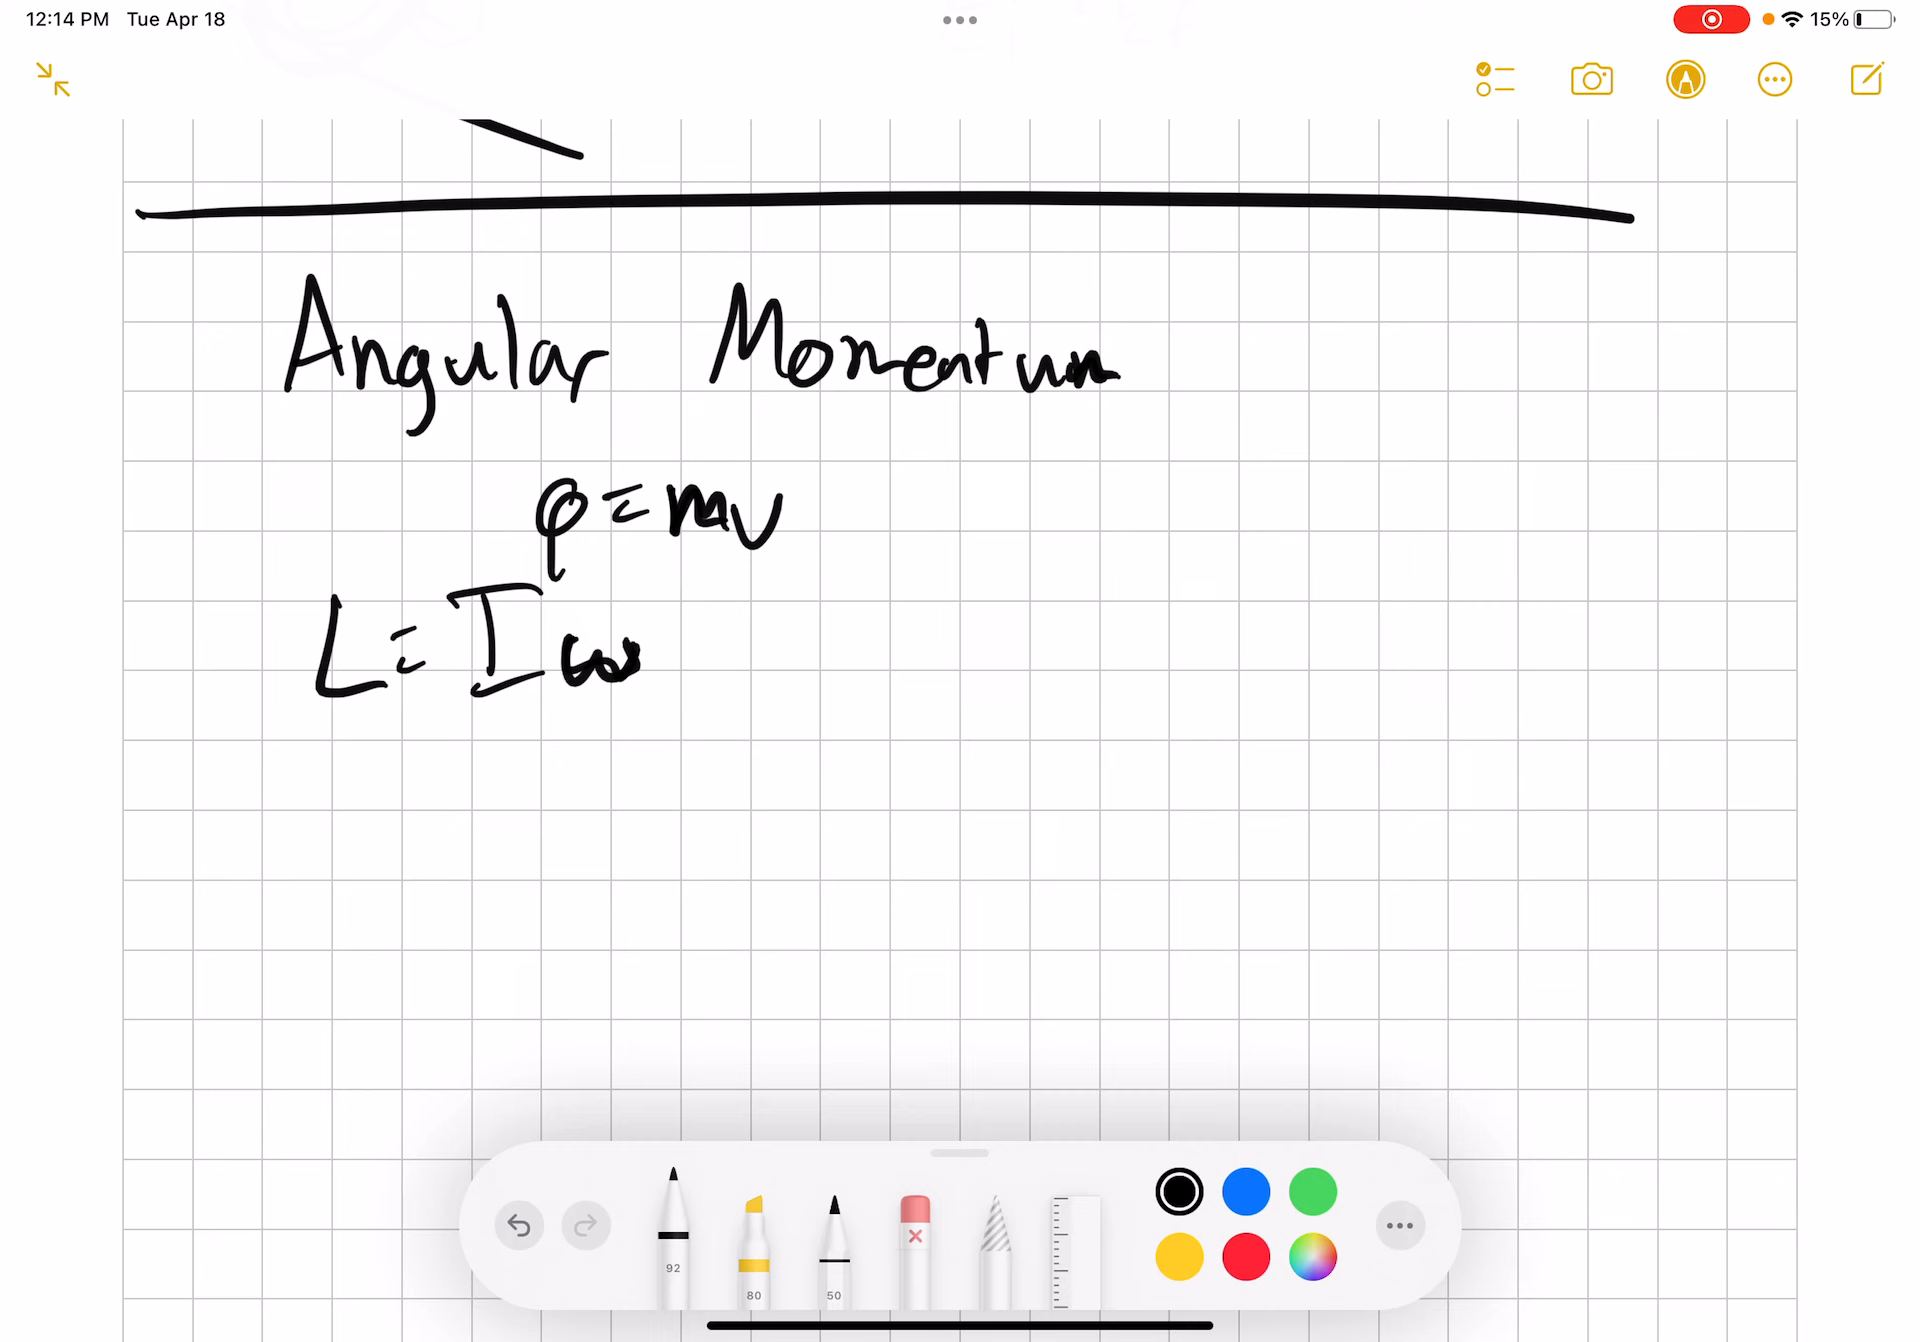 12:14 PM Tue Apr 18 15%
Angular Momentum
p = mv
L = Iω
92 80 50